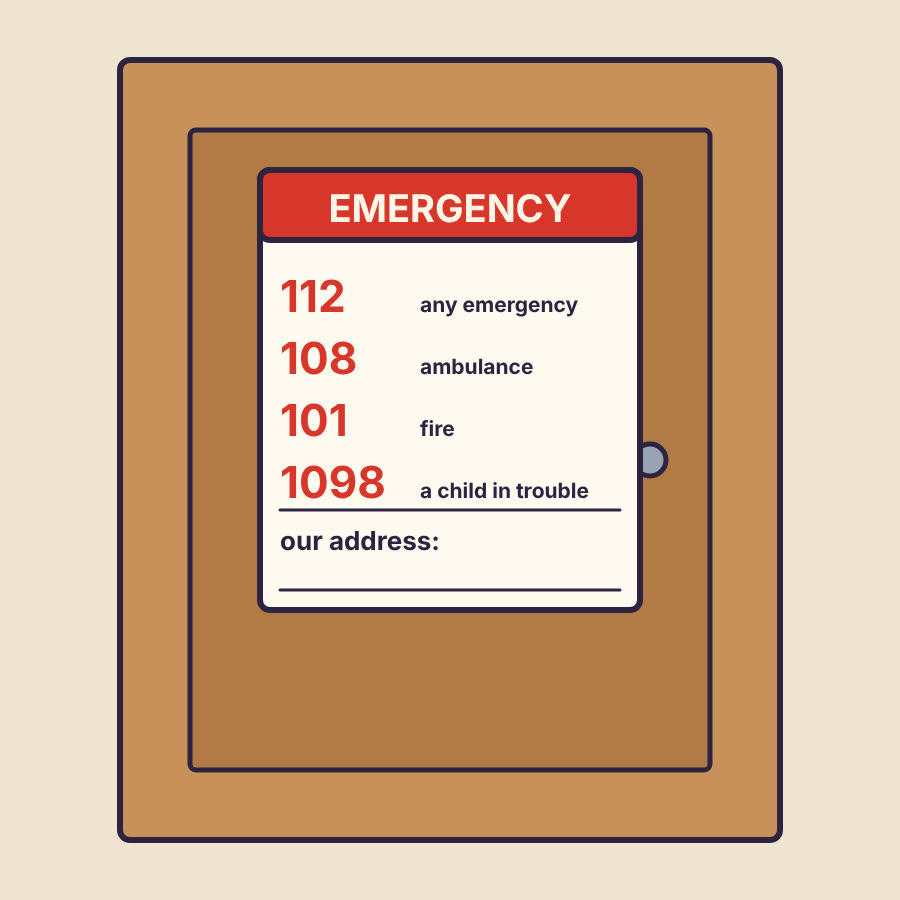 EMERGENCY
112 any emergency
108 ambulance
101 fire
1098 a child in trouble
our address: